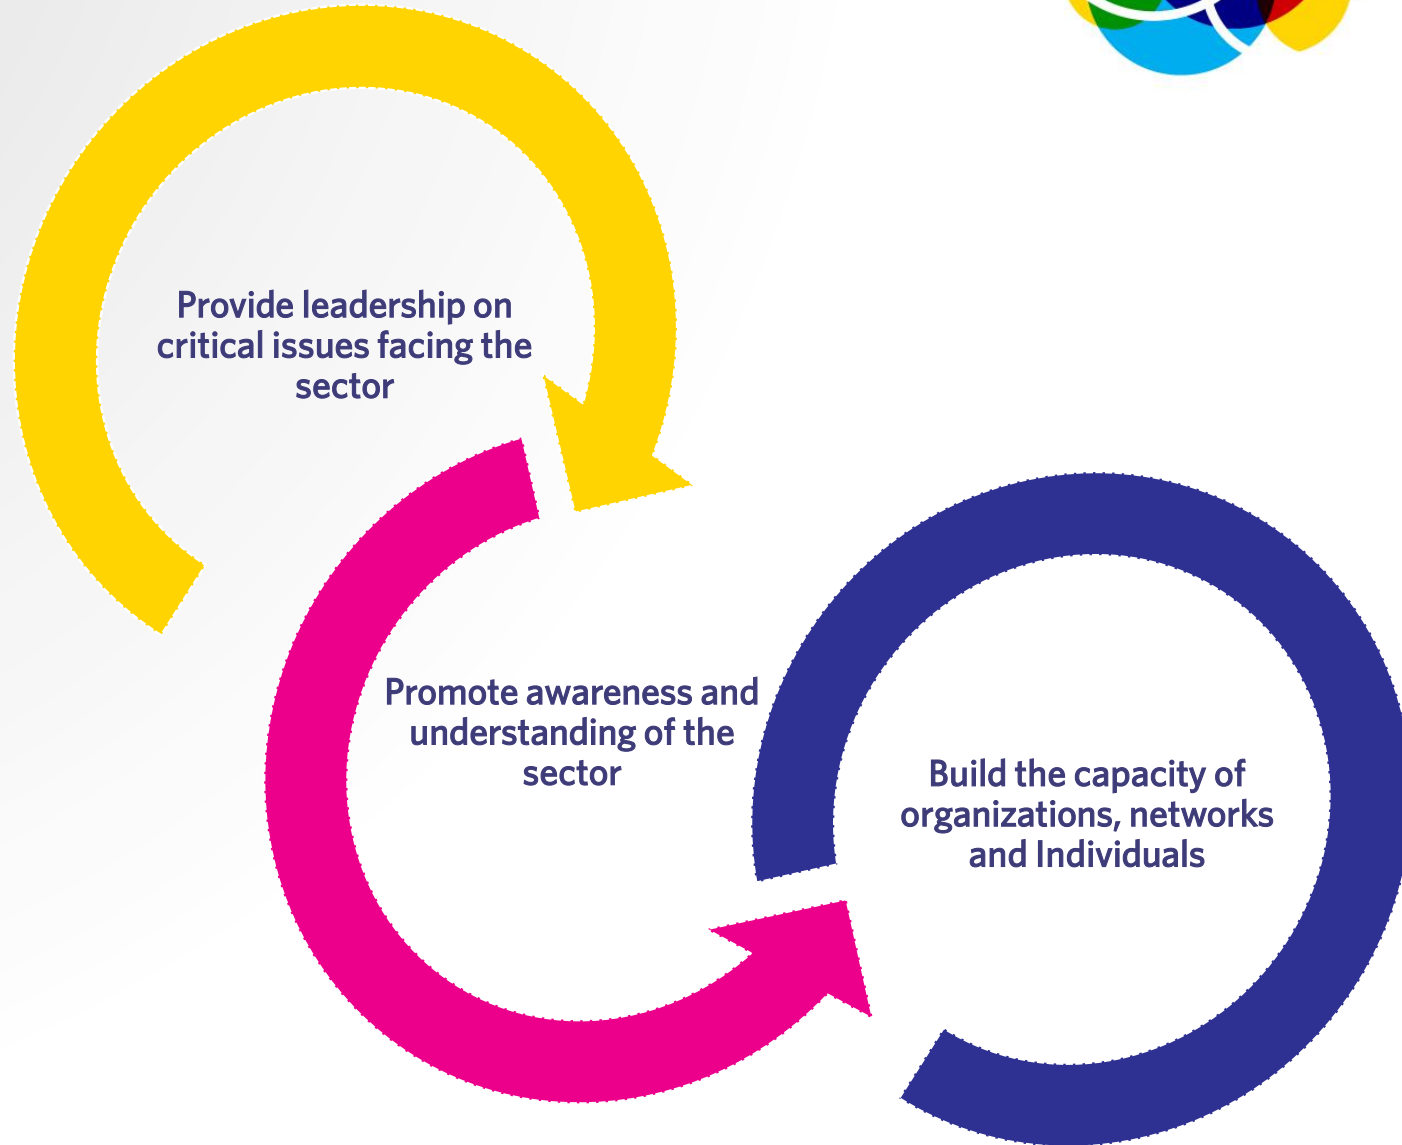 Provide leadership on
critical issues facing the
sector
Promote awareness and
understanding of the
sector
Build the capacity of
organizations, networks
and Individuals